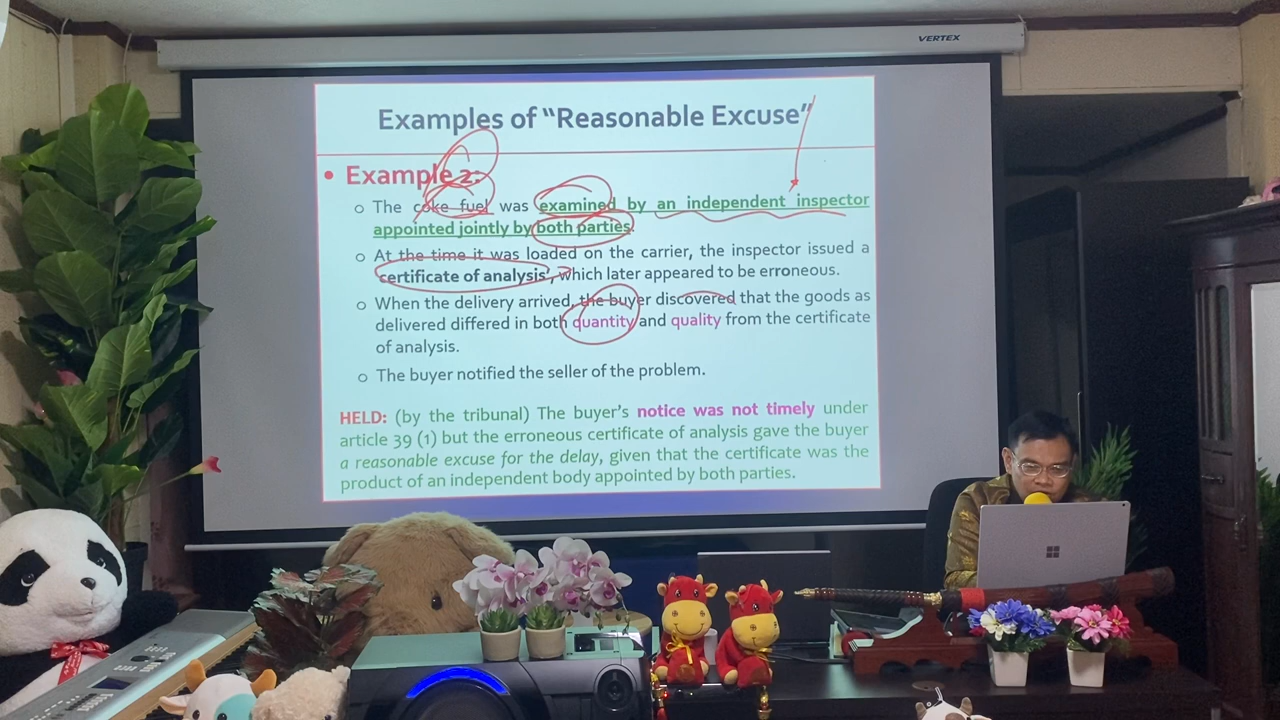 VERTEX
Examples of “Reasonable Excuse”
• Example 2:
o The coke fuel was examined by an independent inspector
appointed jointly by both parties.
o At the time it was loaded on the carrier, the inspector issued a
certificate of analysis, which later appeared to be erroneous.
o When the delivery arrived, the buyer discovered that the goods as
delivered differed in both quantity and quality from the certificate
of analysis.
o The buyer notified the seller of the problem.
HELD: (by the tribunal) The buyer’s notice was not timely under
article 39 (1) but the erroneous certificate of analysis gave the buyer
a reasonable excuse for the delay, given that the certificate was the
product of an independent body appointed by both parties.